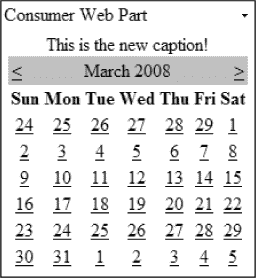 Consumer Web Part
This is the new caption!
< March 2008 >
Sun Mon Tue Wed Thu Fri Sat
24 25 26 27 28 29 1
2 3 4 5 6 7 8
9 10 11 12 13 14 15
16 17 18 19 20 21 22
23 24 25 26 27 28 29
30 31 1 2 3 4 5